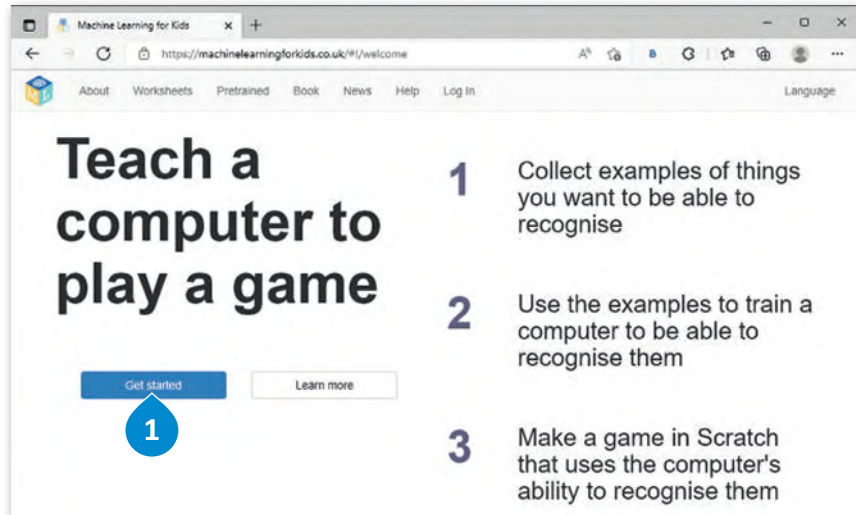 Machine Learning for Kids
https://machinelearningforkids.co.uk/#!/welcome
About Worksheets Pretrained Book News Help Log In Language
Teach a
computer to
play a game
Get started
Learn more
1
1
Collect examples of things
you want to be able to
recognise
2
Use the examples to train a
computer to be able to
recognise them
3
Make a game in Scratch
that uses the computer's
ability to recognise them